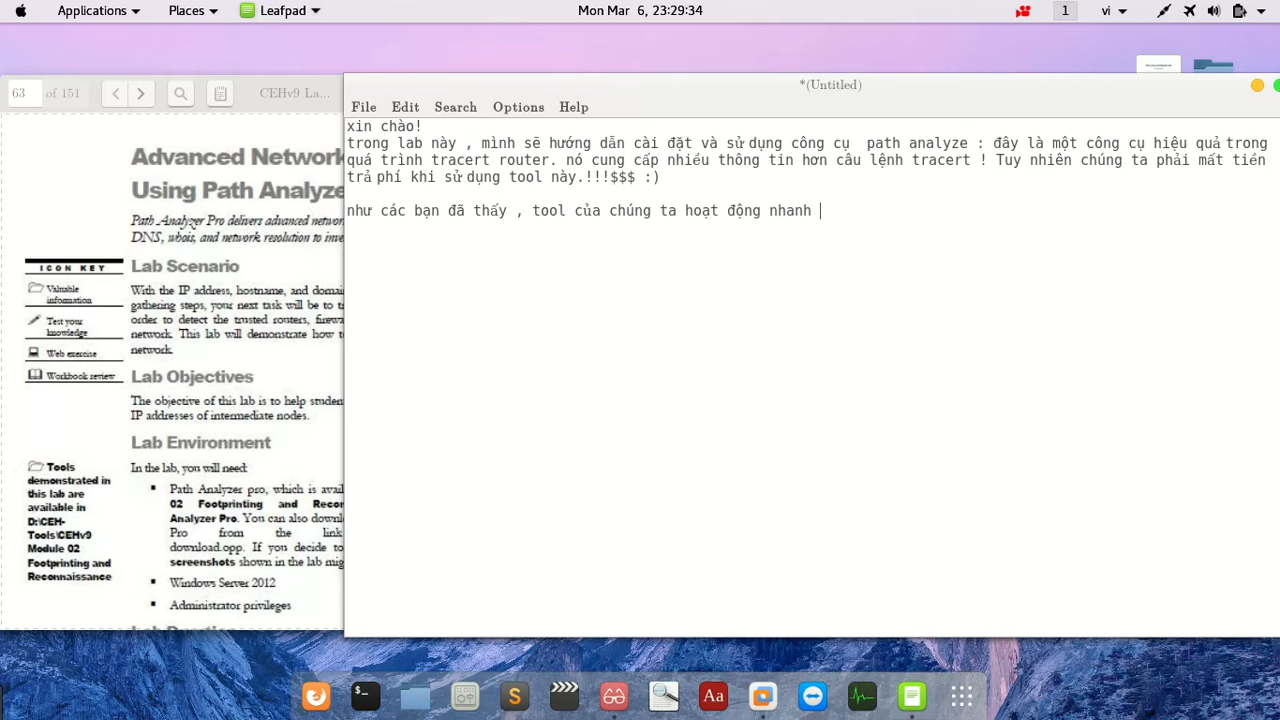 Applications
Places
Leafpad
Mon Mar 6, 23:29:34
1
vi
63 of 151
CEHv9 La...
Advanced Network
Using Path Analyze
Path Analyzer Pro delivers advanced networ
DNS, whois, and network resolution to inve
ICON KEY
Valuable
information
Test your
knowledge
Web exercise
Workbook review
Lab Scenario
With the IP address, hostname, and domai
gathering steps, your next task will be to tr
order to detect the trusted routers, firewa
network. This lab will demonstrate how t
network.
Lab Objectives
The objective of this lab is to help studen
IP addresses of intermediate nodes.
Lab Environment
In the lab, you will need:
Tools
demonstrated in
this lab are
available in
D:\CEH-
Tools\CEHv9
Module 02
Footprinting and
Reconnaissance
Path Analyzer pro, which is avail
02 Footprinting and Recon
Analyzer Pro. You can also downl
Pro from the link
download.opp. If you decide to
screenshots shown in the lab mig
Windows Server 2012
Administrator privileges
*(Untitled)
File Edit Search Options Help
xin chào!
trong lab này , mình sẽ hướng dẫn cài đặt và sử dụng công cụ  path analyze : đây là một công cụ hiệu quả trong
quá trình tracert router. nó cung cấp nhiều thông tin hơn câu lệnh tracert ! Tuy nhiên chúng ta phải mất tiền
trả phí khi sử dụng tool này.!!!$$$ :)
như các bạn đã thấy , tool của chúng ta hoạt động nhanh
>_
S
Aa